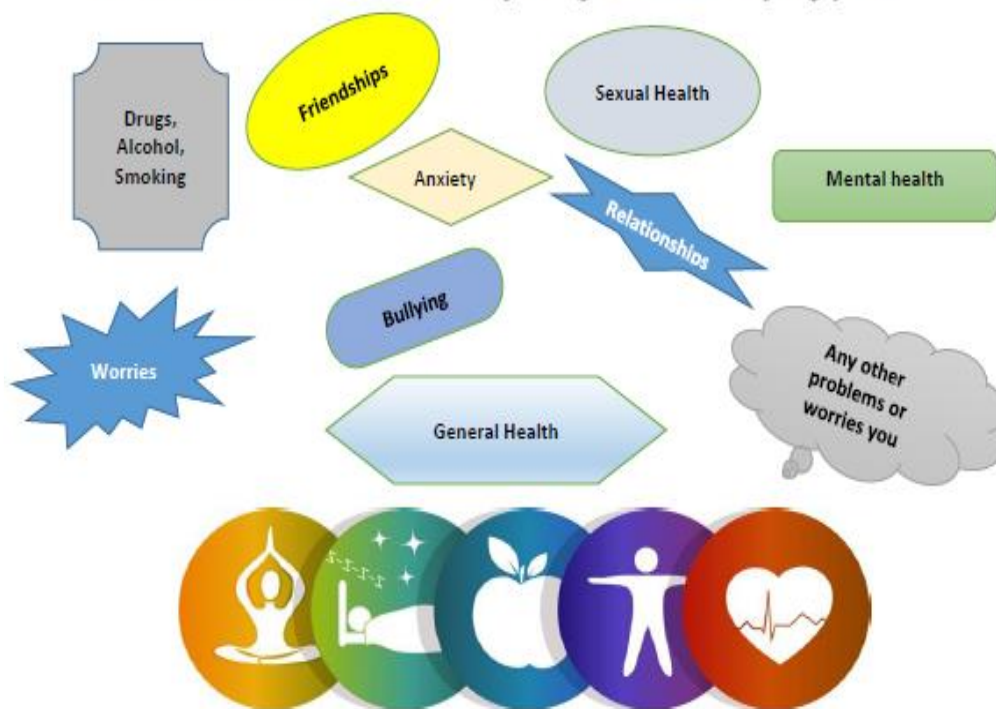 Friendships
Sexual Health
Drugs,
Alcohol,
Smoking
Anxiety
Mental health
Relationships
Bullying
Worries
Any other
problems or
worries you
General Health